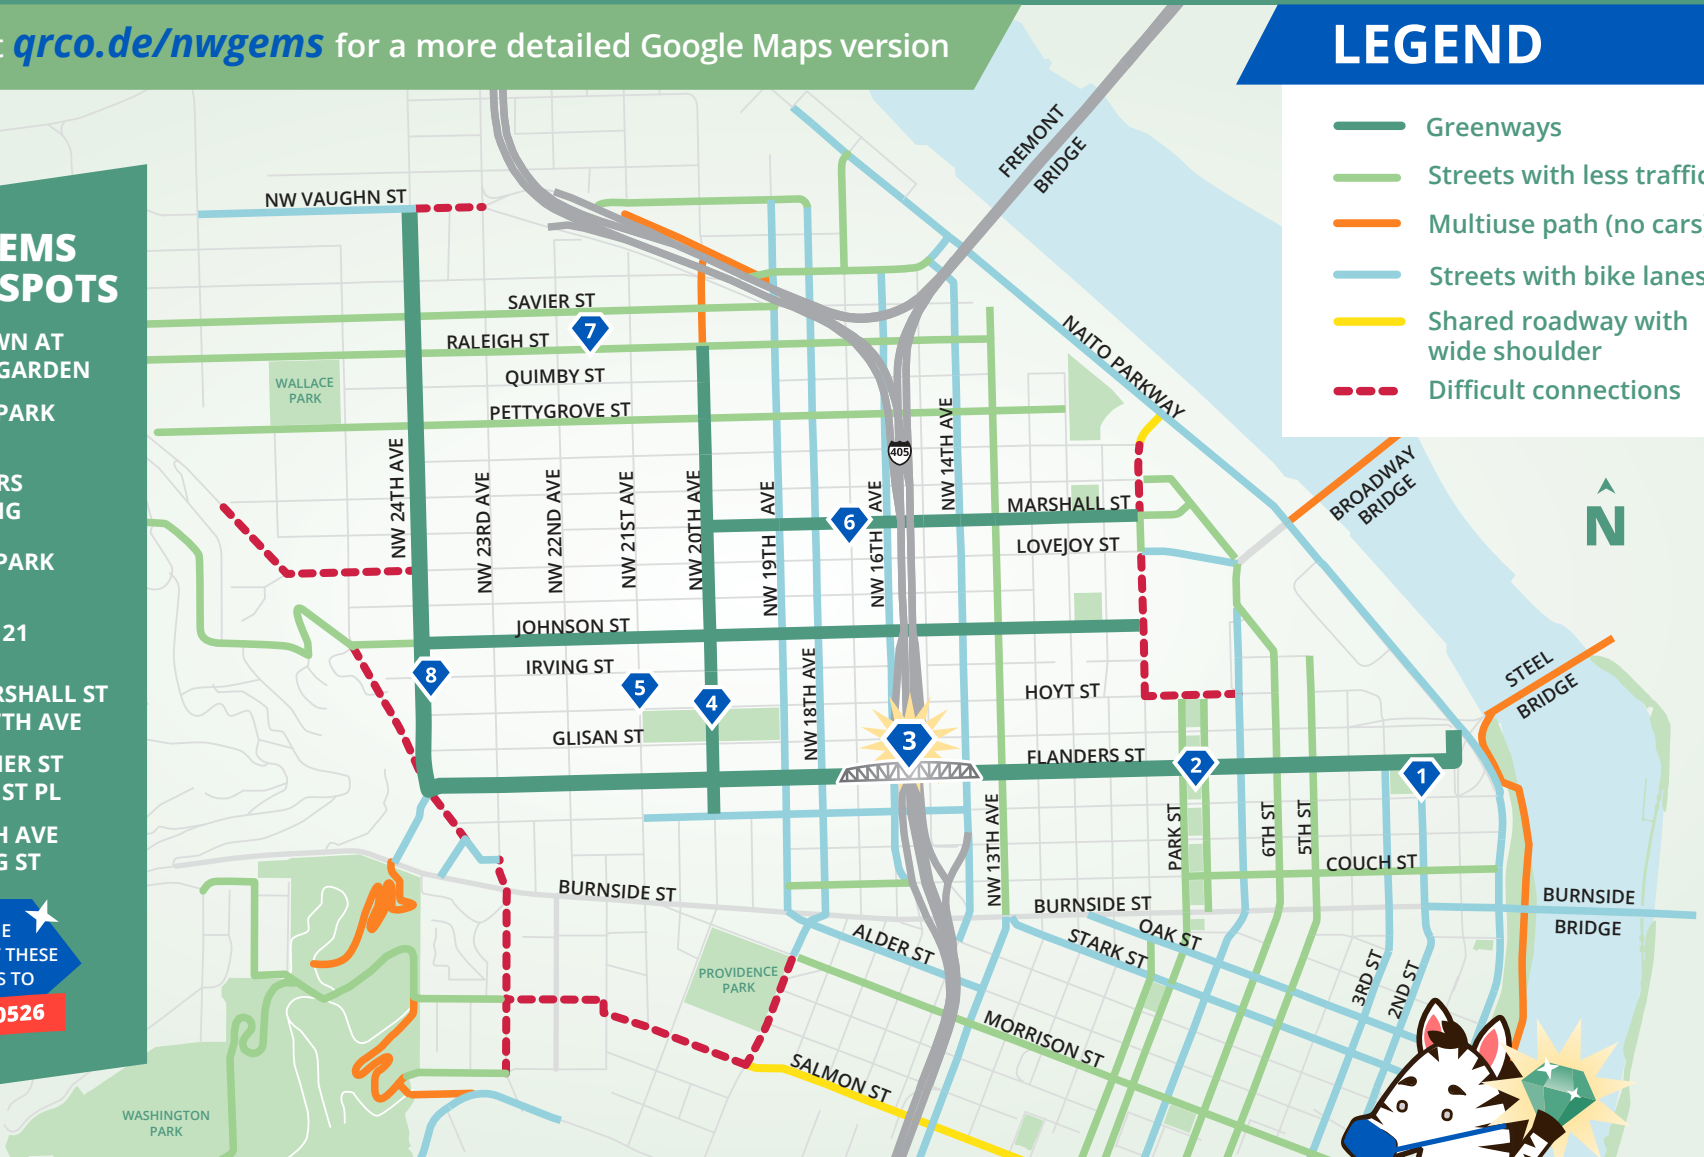 qrco.de/nwgems for a more detailed Google Maps version
LEGEND
Greenways
Streets with less traffic
Multiuse path (no cars
Streets with bike lanes
Shared roadway with
wide shoulder
Difficult connections
EMS
SPOTS
WN AT
GARDEN
PARK
RS
NG
PARK
21
RSHALL ST
TH AVE
ER ST
ST PL
H AVE
G ST
E
THESE
S TO
0526
FREMONT
BRIDGE
NW VAUGHN ST
SAVIER ST
7
RALEIGH ST
NAITO PARKWAY
WALLACE
PARK
QUIMBY ST
PETTYGROVE ST
405
NW 24TH AVE
NW 23RD AVE
NW 22ND AVE
NW 21ST AVE
NW 20TH AVE
NW 19TH AVE
NW 16TH AVE
NW 14TH AVE
BROADWAY
BRIDGE
N
MARSHALL ST
6
LOVEJOY ST
JOHNSON ST
IRVING ST
8
5
4
NW 18TH AVE
HOYT ST
STEEL
BRIDGE
GLISAN ST
3
FLANDERS ST
2
1
NW 13TH AVE
PARK ST
6TH ST
5TH ST
COUCH ST
BURNSIDE ST
BURNSIDE ST
BURNSIDE
BRIDGE
ALDER ST
STARK ST
OAK ST
3RD ST
2ND ST
PROVIDENCE
PARK
MORRISON ST
SALMON ST
WASHINGTON
PARK